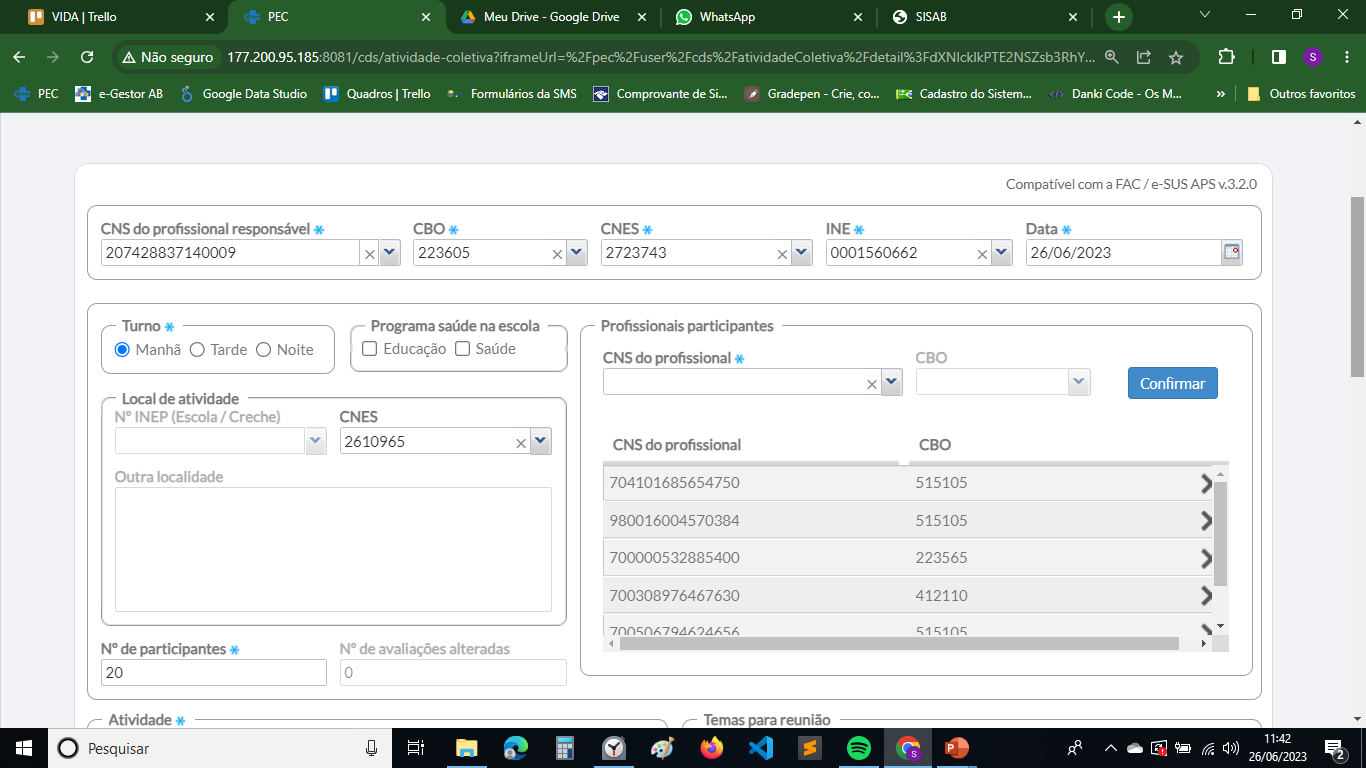 VIDA | Trello
PEC
Meu Drive - Google Drive
WhatsApp
SISAB
Não seguro
177.200.95.185:8081/cds/atividade-coletiva?iframeUrl=%2Fpec%2Fuser%2Fcds%2FatividadeColetiva%2Fdetail%3FdXNlckIkPTE2NSZsb3RhY...
S
PEC
e-Gestor AB
Google Data Studio
Quadros | Trello
Formulários da SMS
Comprovante de Si...
Gradepen - Crie, co...
Cadastro do Sistem...
Danki Code - Os M...
»
Outros favoritos
Compatível com a FAC / e-SUS APS v.3.2.0
CNS do profissional responsável *
CBO *
CNES *
INE *
Data *
207428837140009
223605
2723743
0001560662
26/06/2023
Turno *
Manhã
Tarde
Noite
Programa saúde na escola
Educação
Saúde
Local de atividade
Nº INEP (Escola / Creche)
CNES
2610965
Outra localidade
Nº de participantes *
Nº de avaliações alteradas
20
0
Profissionais participantes
CNS do profissional *
CBO
Confirmar
CNS do profissional
CBO
704101685654750
515105
980016004570384
515105
700000532885400
223565
700308976467630
412110
700506794624656
515105
Atividade *
Temas para reunião
Pesquisar
11:42
26/06/2023
2